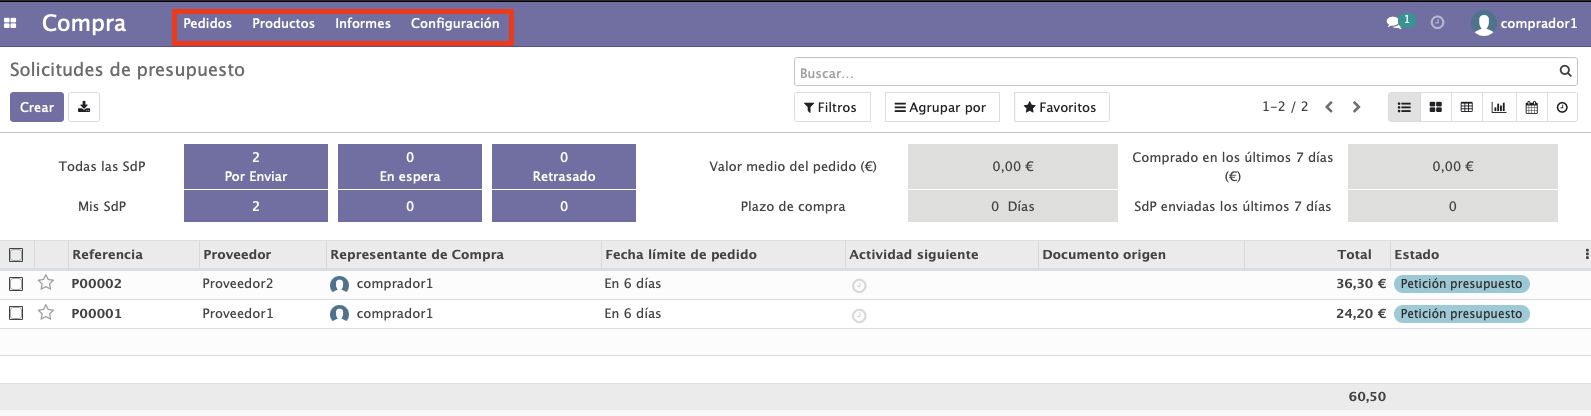 Compra Pedidos Productos Informes Configuración 1 comprador1
Solicitudes de presupuesto
Buscar...
Crear
Filtros Agrupar por Favoritos 1-2 / 2
Todas las SdP
2
Por Enviar
0
En espera
0
Retrasado
Valor medio del pedido (€) 0,00 €
Comprado en los últimos 7 días
(€)
0,00 €
Mis SdP 2 0 0 Plazo de compra 0 Días SdP enviadas los últimos 7 días 0
Referencia Proveedor Representante de Compra Fecha límite de pedido Actividad siguiente Documento origen Total Estado
P00002 Proveedor2 comprador1 En 6 días 36,30 € Petición presupuesto
P00001 Proveedor1 comprador1 En 6 días 24,20 € Petición presupuesto
60,50